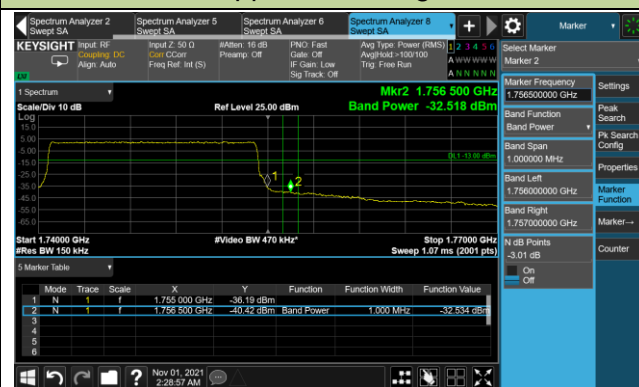 Spectrum Analyzer 2
Swept SA
Spectrum Analyzer 5
Swept SA
Spectrum Analyzer 6
Swept SA
Spectrum Analyzer 8
Swept SA
Marker
KEYSIGHT
Input: RF
Coupling: DC
Align: Auto
Input Z: 50 Ω
Corr CCorr
Freq Ref: Int (S)
#Atten: 16 dB
Preamp: Off
PNO: Fast
Gate: Off
IF Gain: Low
Sig Track: Off
Avg Type: Power (RMS)
Avg|Hold:>100/100
Trig: Free Run
1 2 3 4 5 6
A W W W W W
A N N N N N
Select Marker
Marker 2
1 Spectrum
Scale/Div 10 dB
Ref Level 25.00 dBm
Mkr2 1.756 500 GHz
Band Power -32.518 dBm
Log
15.0
5.00
-5.00
-15.0
-25.0
-35.0
-45.0
-55.0
-65.0
DL1 -13.00 dBm
1
2
Start 1.74000 GHz
#Res BW 150 kHz
#Video BW 470 kHz*
Stop 1.77000 GHz
Sweep 1.07 ms (2001 pts)
5 Marker Table
Mode Trace Scale X Y Function Function Width Function Value
1 N 1 f 1.755 000 GHz -36.19 dBm
2 N 1 f 1.756 500 GHz -40.42 dBm Band Power 1.000 MHz -32.534 dBm
3
4
5
6
Marker Frequency
1.756500000 GHz
Band Function
Band Power
Band Span
1.000000 MHz
Band Left
1.756000000 GHz
Band Right
1.757000000 GHz
N dB Points
-3.01 dB
On
Off
Settings
Peak
Search
Pk Search
Config
Properties
Marker
Function
Marker→
Counter
?
Nov 01, 2021
2:28:57 AM